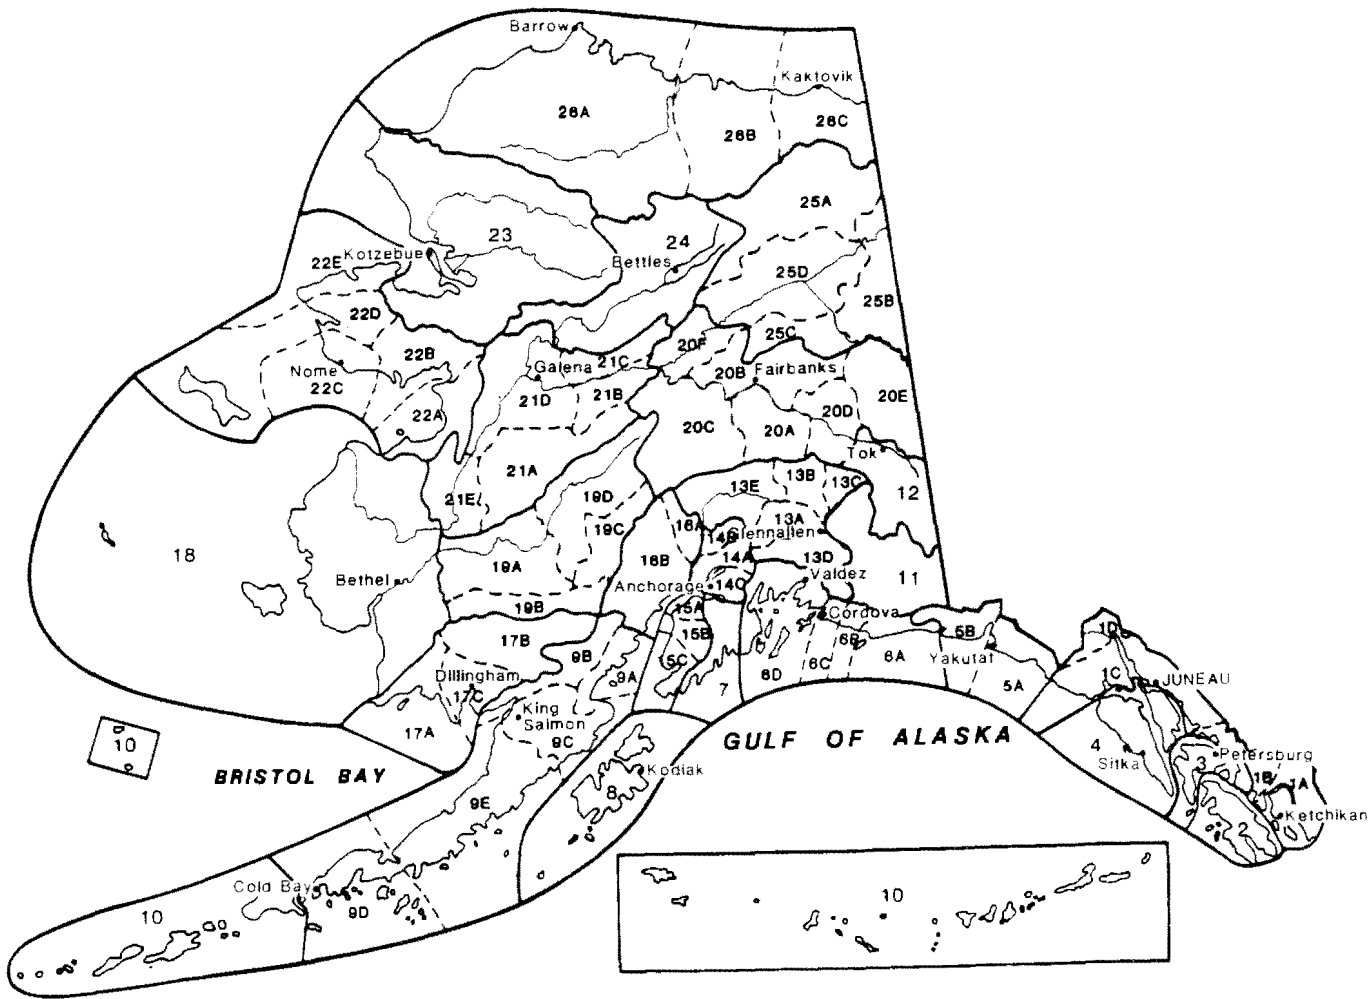 Barrow
Kaktovik
26A
26B
26C
25A
23
24
22E
Kotzebue
Bettles
25D
25B
22D
25C
20F
22B
21C
Galena
Nome
22C
20B
Fairbanks
21D
21B
20E
22A
20D
20C
20A
Tok
21A
13B
13E
13C
12
21E
19D
16A
13A
19C
14B
Glennallen
18
16B
14A
13D
19A
Valdez
11
Bethel
Anchorage
14C
19B
15A
Cordova
17B
15B
6B
5B
1D
9B
15C
6C
6A
Yakutat
Dillingham
9A
6D
1C
JUNEAU
17C
7
5A
King
Salmon
17A
9C
GULF OF ALASKA
10
4
Sitka
Petersburg
3
BRISTOL BAY
Kodiak
1B
1A
8
9E
Ketchikan
2
Cold Bay
10
9D
10